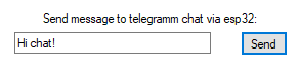 Send message to telegramm chat via esp32:
Hi chat!
Send